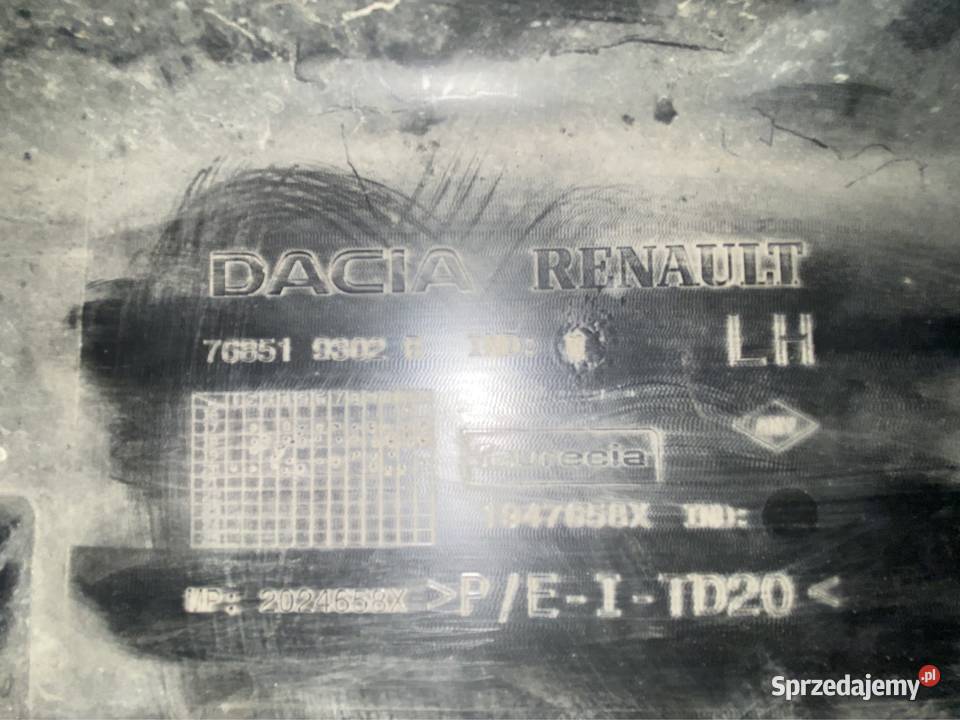 DACIA RENAULT
76851 9302 R IND:
LH
faurecia
1947658X IND:
MP: 2024658X >P/E-I-TD20<
Sprzedajemy.pl